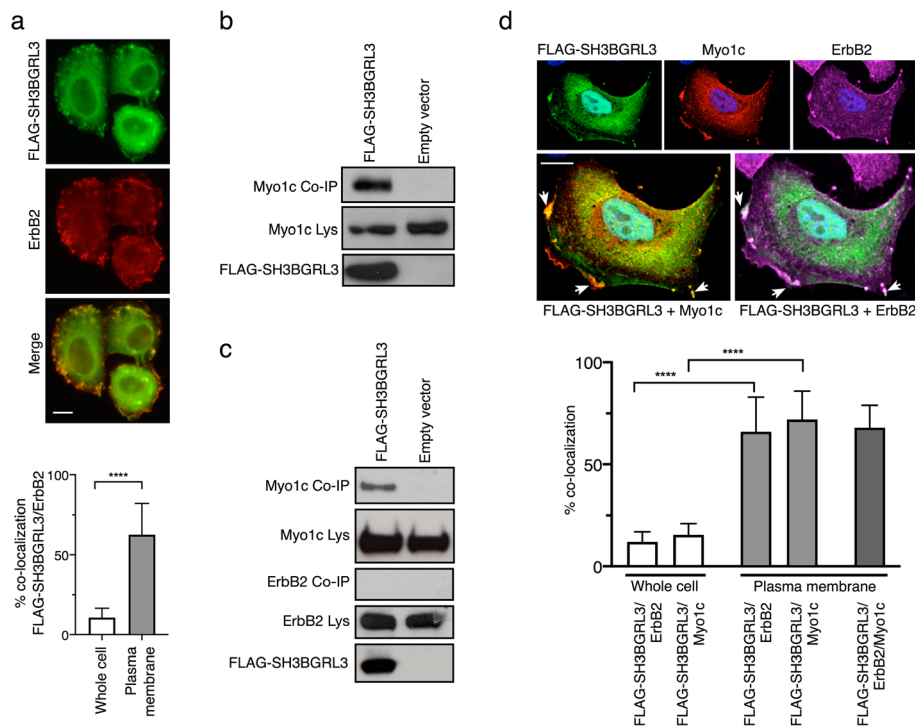 a
FLAG-SH3BGRL3
ErbB2
Merge
% co-localization
FLAG-SH3BGRL3/ErbB2
100
50
0
****
Whole cell
Plasma
membrane
b
FLAG-SH3BGRL3
Empty vector
Myo1c Co-IP
Myo1c Lys
FLAG-SH3BGRL3
c
FLAG-SH3BGRL3
Empty vector
Myo1c Co-IP
Myo1c Lys
ErbB2 Co-IP
ErbB2 Lys
FLAG-SH3BGRL3
d
FLAG-SH3BGRL3 Myo1c ErbB2
FLAG-SH3BGRL3 + Myo1c FLAG-SH3BGRL3 + ErbB2
% co-localization
100
50
0
****
****
Whole cell Plasma membrane
FLAG-SH3BGRL3/
ErbB2
FLAG-SH3BGRL3/
Myo1c
FLAG-SH3BGRL3/
ErbB2
FLAG-SH3BGRL3/
Myo1c
FLAG-SH3BGRL3/
ErbB2/Myo1c